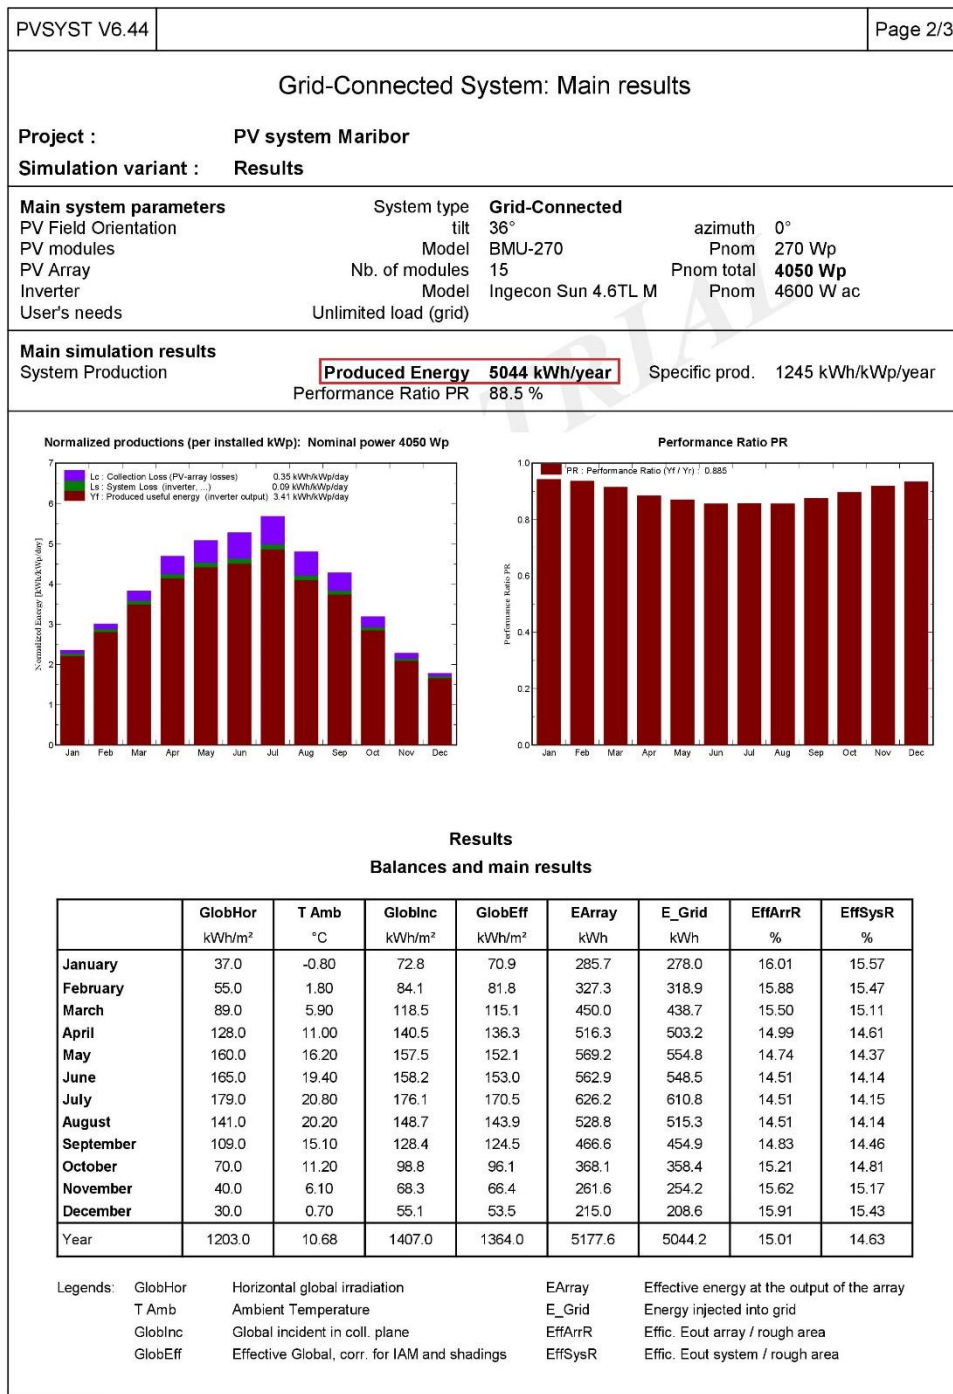 PVSYST V6.44 Page 2/3
Grid-Connected System: Main results
Project : PV system Maribor
Simulation variant : Results
Main system parameters System type Grid-Connected
PV Field Orientation tilt 36° azimuth 0°
PV modules Model BMU-270 Pnom 270 Wp
PV Array Nb. of modules 15 Pnom total 4050 Wp
Inverter Model Ingecon Sun 4.6TL M Pnom 4600 W ac
User's needs Unlimited load (grid)
TRIAL
Main simulation results
System Production Produced Energy 5044 kWh/year Specific prod. 1245 kWh/kWp/year
Performance Ratio PR 88.5 %
Normalized productions (per installed kWp): Nominal power 4050 Wp
Lc : Collection Loss (PV-array losses) 0.35 kWh/kWp/day
Ls : System Loss (inverter, ...) 0.09 kWh/kWp/day
Yf : Produced useful energy (inverter output) 3.41 kWh/kWp/day
Normalized Energy [kWh/kWp/day]
7
6
5
4
3
2
1
0
Jan Feb Mar Apr May Jun Jul Aug Sep Oct Nov Dec
Performance Ratio PR
PR : Performance Ratio (Yf / Yr) : 0.885
Performance Ratio PR
1.0
0.8
0.6
0.4
0.2
0.0
Jan Feb Mar Apr May Jun Jul Aug Sep Oct Nov Dec
Results
Balances and main results
GlobHor T Amb GlobInc GlobEff EArray E_Grid EffArrR EffSysR
kWh/m² °C kWh/m² kWh/m² kWh kWh % %
January 37.0 -0.80 72.8 70.9 285.7 278.0 16.01 15.57
February 55.0 1.80 84.1 81.8 327.3 318.9 15.88 15.47
March 89.0 5.90 118.5 115.1 450.0 438.7 15.50 15.11
April 128.0 11.00 140.5 136.3 516.3 503.2 14.99 14.61
May 160.0 16.20 157.5 152.1 569.2 554.8 14.74 14.37
June 165.0 19.40 158.2 153.0 562.9 548.5 14.51 14.14
July 179.0 20.80 176.1 170.5 626.2 610.8 14.51 14.15
August 141.0 20.20 148.7 143.9 528.8 515.3 14.51 14.14
September 109.0 15.10 128.4 124.5 466.6 454.9 14.83 14.46
October 70.0 11.20 98.8 96.1 368.1 358.4 15.21 14.81
November 40.0 6.10 68.3 66.4 261.6 254.2 15.62 15.17
December 30.0 0.70 55.1 53.5 215.0 208.6 15.91 15.43
Year 1203.0 10.68 1407.0 1364.0 5177.6 5044.2 15.01 14.63
Legends: GlobHor Horizontal global irradiation EArray Effective energy at the output of the array
T Amb Ambient Temperature E_Grid Energy injected into grid
GlobInc Global incident in coll. plane EffArrR Effic. Eout array / rough area
GlobEff Effective Global, corr. for IAM and shadings EffSysR Effic. Eout system / rough area